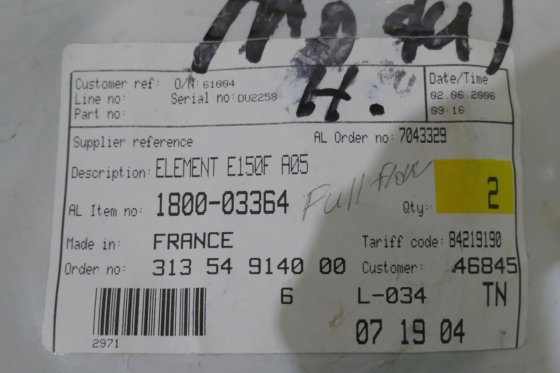 H.
Customer ref: O/N: 61004
Line no: Serial no: DU2258
Part no:
Date/Time
02.06.2006
09:16
Supplier reference AL Order no: 7043329
Description: ELEMENT E150F A05
AL Item no: 1800-03364 Full flow Qty: 2
Made in: FRANCE Tariff code: 84219190
Order no: 313 54 9140 00 Customer: 46845
6 L-034 TN
2971 07 19 04